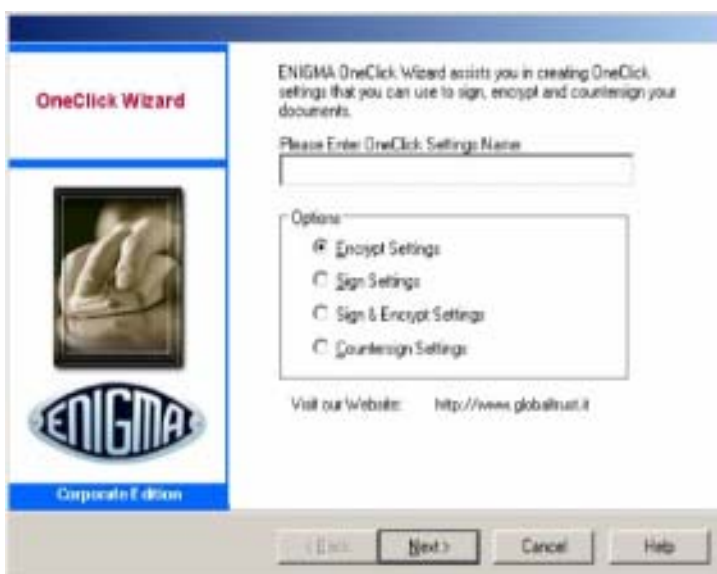 OneClick Wizard
ENIGMA
Corporate Edition
ENIGMA OneClick Wizard assists you in creating OneClick
settings that you can use to sign, encrypt and countersign your
documents.
Please Enter OneClick Settings Name
Options
Encrypt Settings
Sign Settings
Sign & Encrypt Settings
Countersign Settings
Visit our Website: http://www.globaltrust.it
< Back Next > Cancel Help